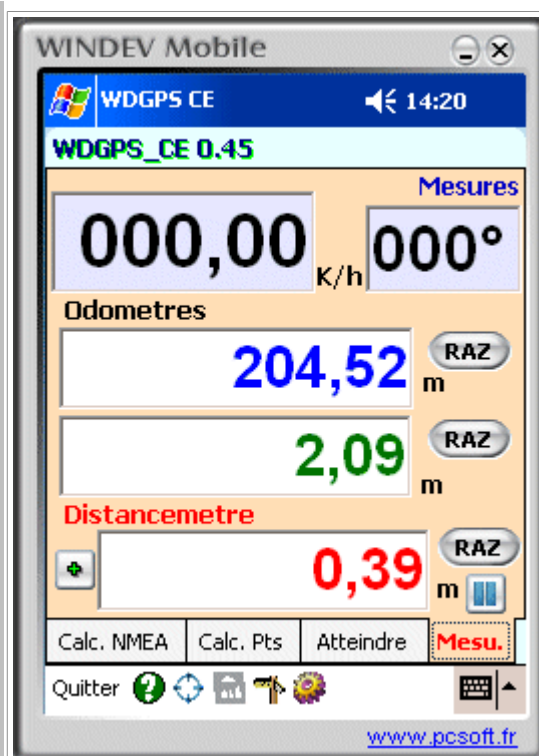 WINDEV Mobile
WDGPS CE 14:20
WDGPS_CE 0.45
Mesures
000,00 K/h 000°
Odometres
204,52 m RAZ
2,09 m RAZ
Distancemetre
0,39 m RAZ
Calc. NMEA Calc. Pts Atteindre Mesu.
Quitter
www.pcsoft.fr